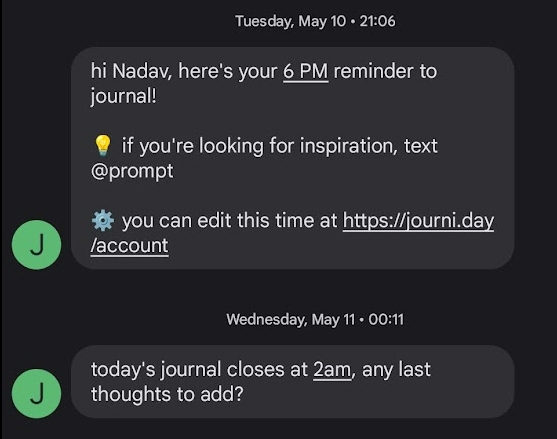 Tuesday, May 10 • 21:06
hi Nadav, here's your 6 PM reminder to
journal!
💡 if you're looking for inspiration, text
@prompt
⚙️ you can edit this time at https://journi.day
/account
J
Wednesday, May 11 • 00:11
today's journal closes at 2am, any last
thoughts to add?
J